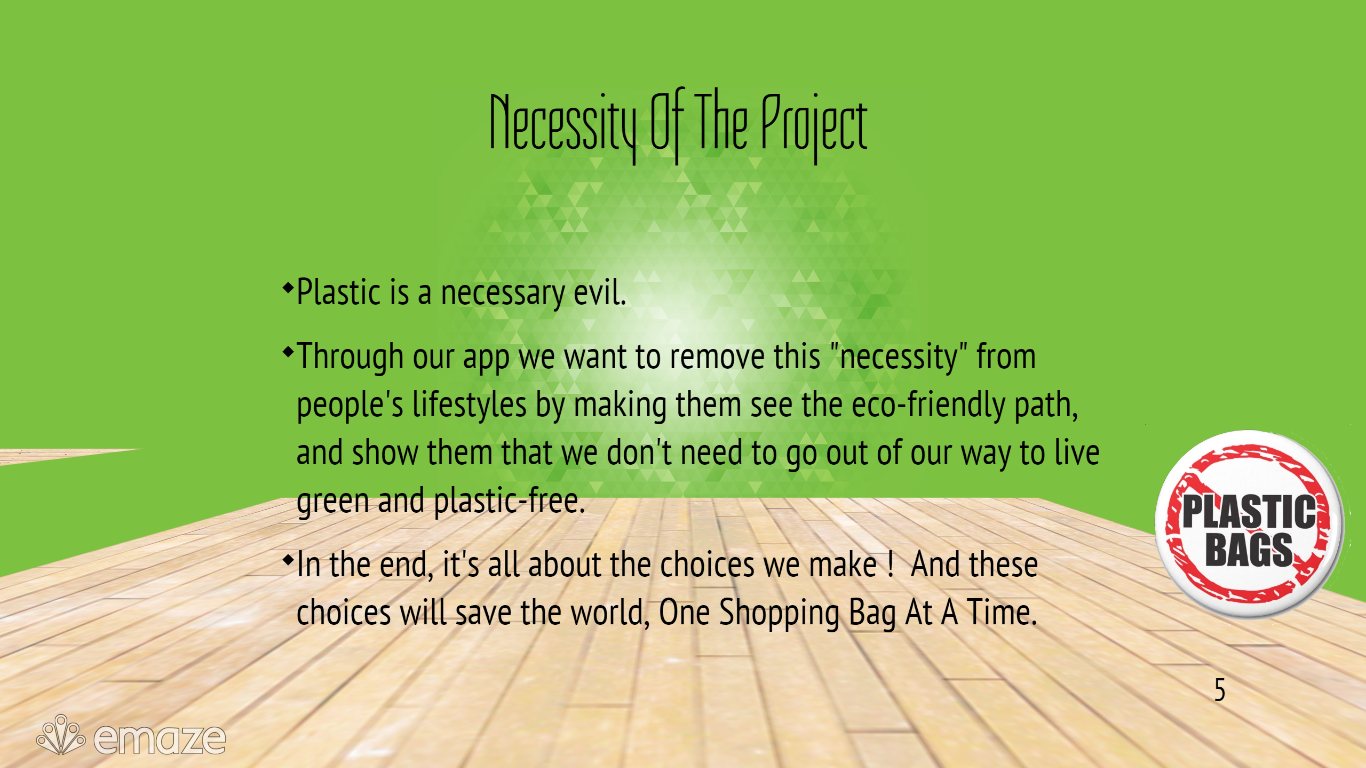 Necessity Of The Project
◆Plastic is a necessary evil.
◆Through our app we want to remove this "necessity" from
people's lifestyles by making them see the eco-friendly path,
and show them that we don't need to go out of our way to live
green and plastic-free.
◆In the end, it's all about the choices we make !  And these
choices will save the world, One Shopping Bag At A Time.
PLASTIC
BAGS
5
emaze